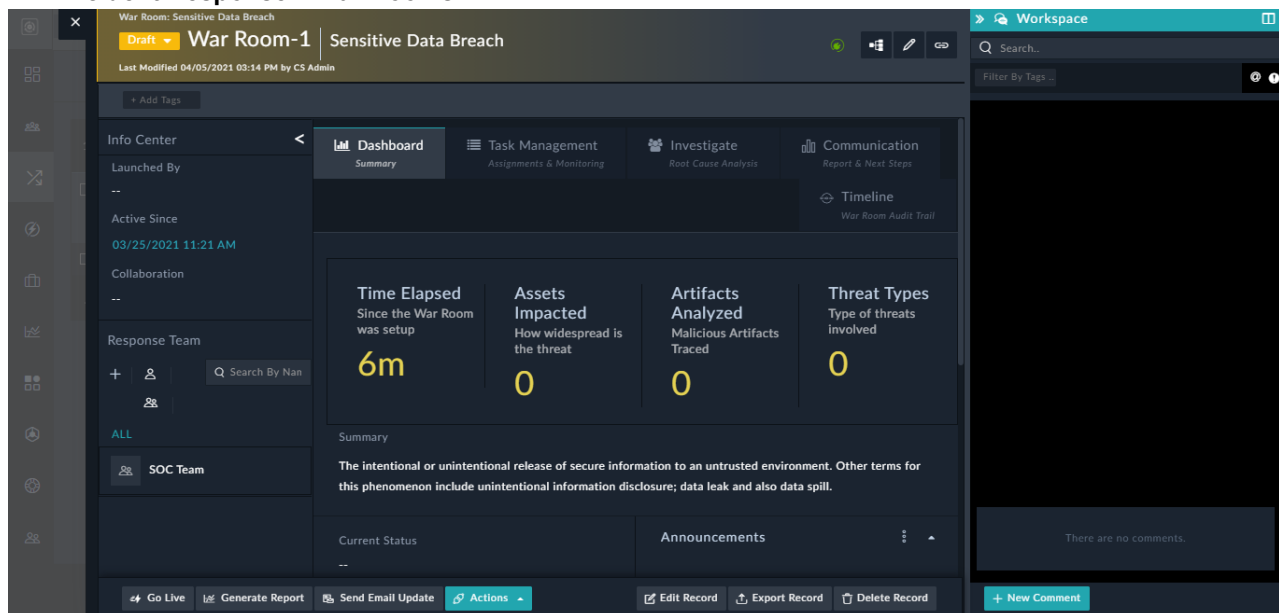 War Room: Sensitive Data Breach
Draft
War Room-1
Sensitive Data Breach
Last Modified 04/05/2021 03:14 PM by CS Admin
+ Add Tags
Info Center
Launched By
--
Active Since
03/25/2021 11:21 AM
Collaboration
--
Response Team
Search By Nan
ALL
SOC Team
Dashboard
Summary
Task Management
Assignments & Monitoring
Investigate
Root Cause Analysis
Communication
Report & Next Steps
Timeline
War Room Audit Trail
Time Elapsed
Since the War Room
was setup
6m
Assets
Impacted
How widespread is
the threat
0
Artifacts
Analyzed
Malicious Artifacts
Traced
0
Threat Types
Type of threats
involved
0
Summary
The intentional or unintentional release of secure information to an untrusted environment. Other terms for
this phenomenon include unintentional information disclosure; data leak and also data spill.
Current Status
--
Announcements
Go Live
Generate Report
Send Email Update
Actions
Edit Record
Export Record
Delete Record
Workspace
Search..
Filter By Tags ..
@
There are no comments.
+ New Comment